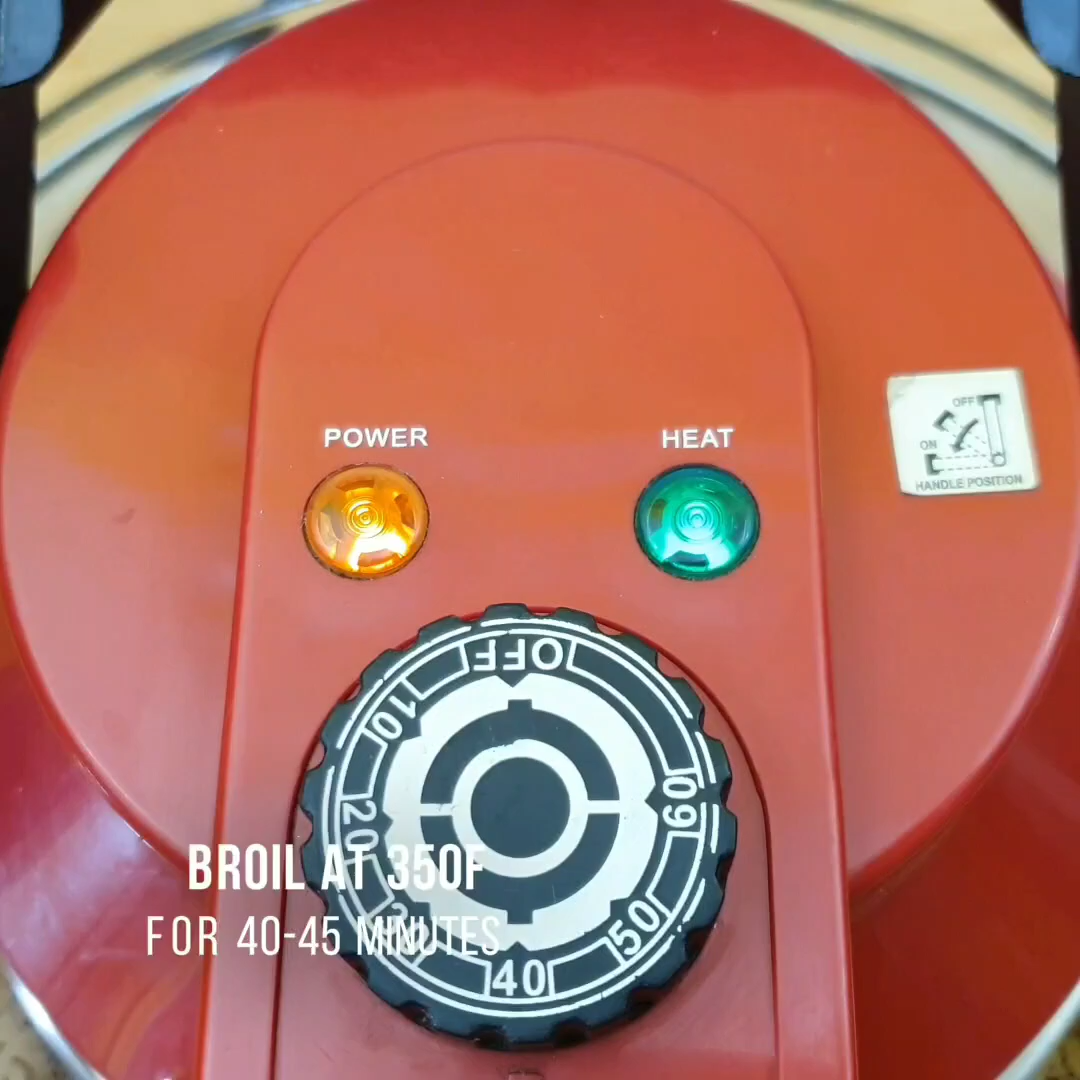 POWER
HEAT
OFF
ON
HANDLE POSITION
OFF
10
60
20
50
40
BROIL AT 350F
FOR 40-45 MINUTES